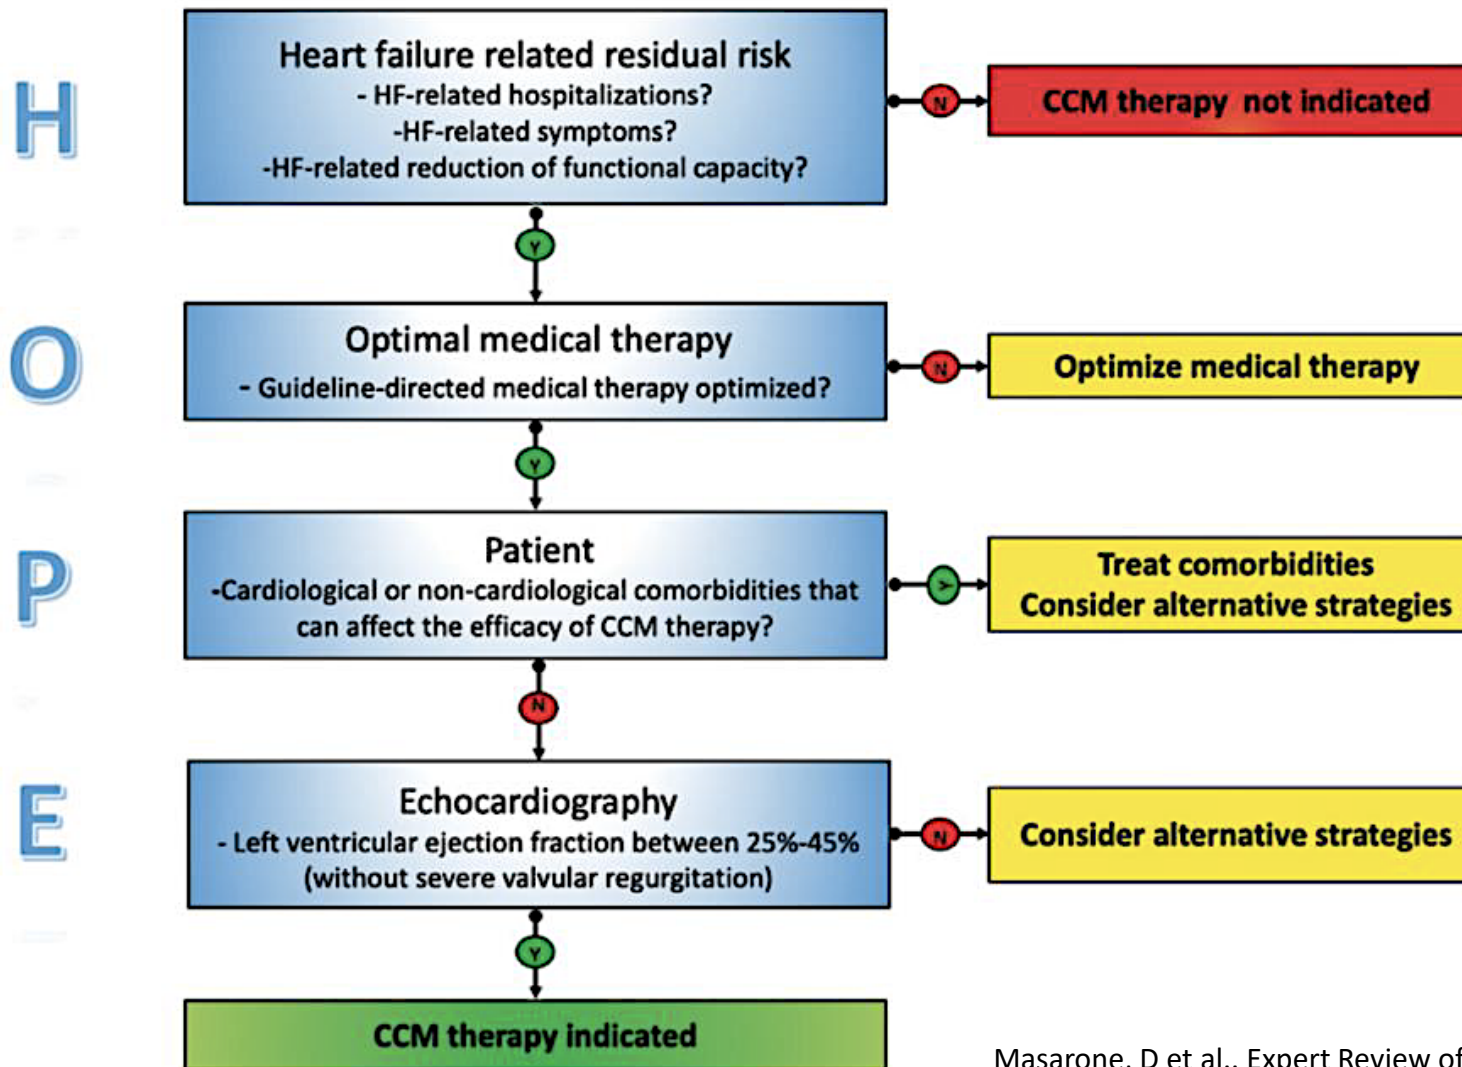 H
Heart failure related residual risk
- HF-related hospitalizations?
-HF-related symptoms?
-HF-related reduction of functional capacity?
N
CCM therapy not indicated
Y
O
Optimal medical therapy
- Guideline-directed medical therapy optimized?
N
Optimize medical therapy
Y
P
Patient
-Cardiological or non-cardiological comorbidities that
can affect the efficacy of CCM therapy?
Y
Treat comorbidities
Consider alternative strategies
N
E
Echocardiography
- Left ventricular ejection fraction between 25%-45%
(without severe valvular regurgitation)
N
Consider alternative strategies
Y
CCM therapy indicated
Masarone, D et al., Expert Review of